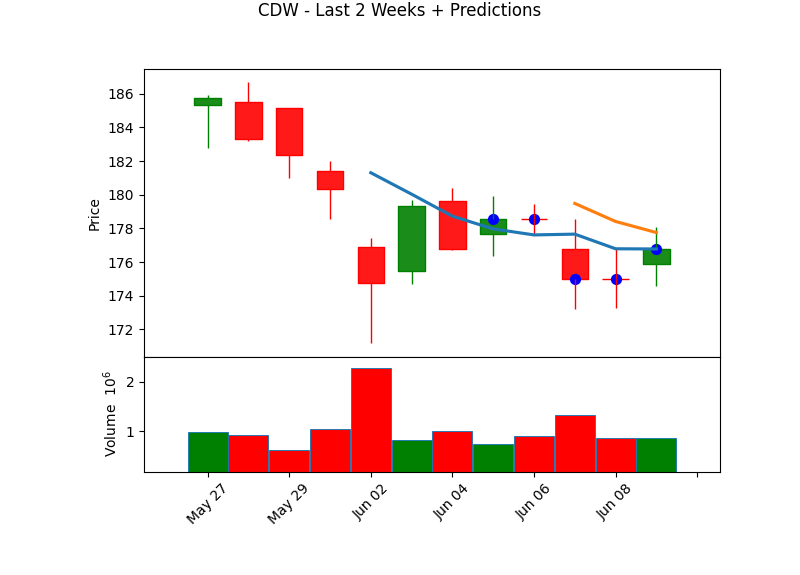 CDW - Last 2 Weeks + Predictions
Price
186
184
182
180
178
176
174
172
Volume 10^6
2
1
May 27
May 29
Jun 02
Jun 04
Jun 06
Jun 08